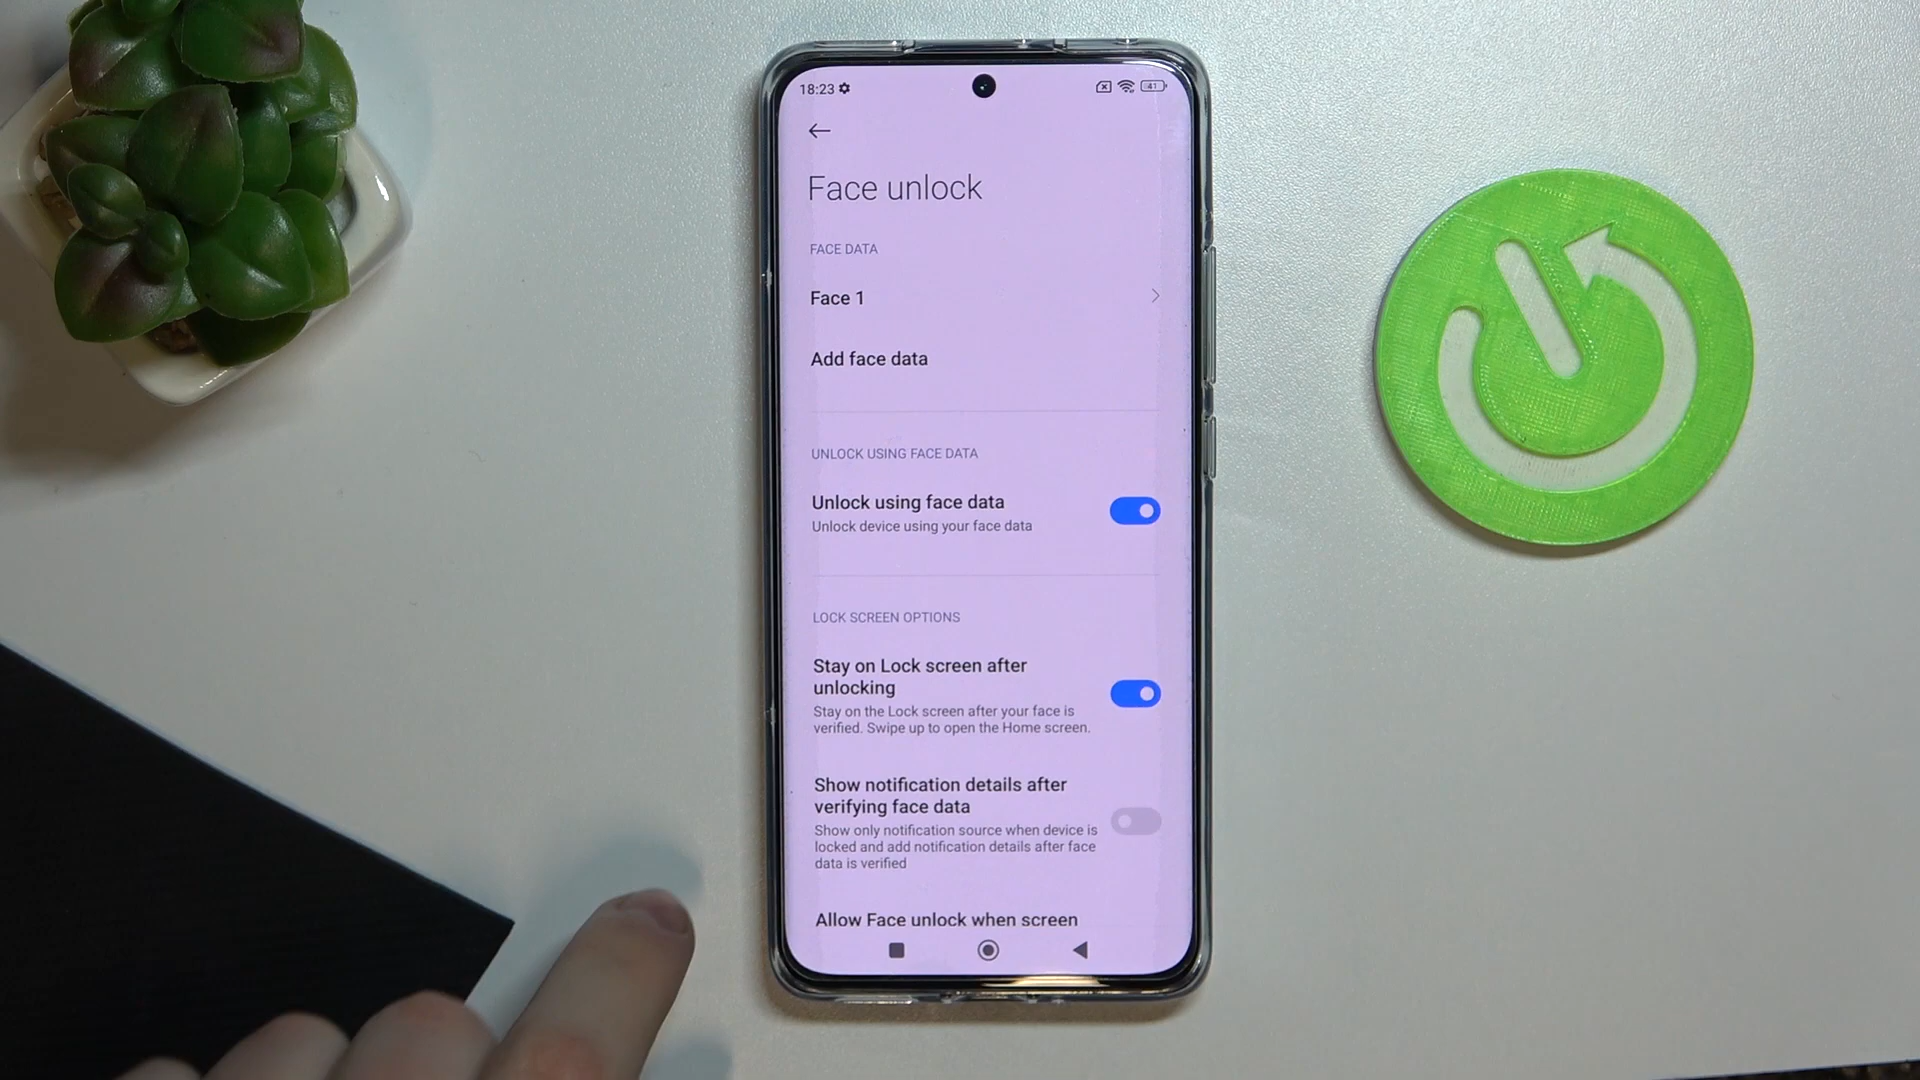 18:23
41
Face unlock
FACE DATA
Face 1
Add face data
UNLOCK USING FACE DATA
Unlock using face data
Unlock device using your face data
LOCK SCREEN OPTIONS
Stay on Lock screen after
unlocking
Stay on the Lock screen after your face is
verified. Swipe up to open the Home screen.
Show notification details after
verifying face data
Show only notification source when device is
locked and add notification details after face
data is verified
Allow Face unlock when screen